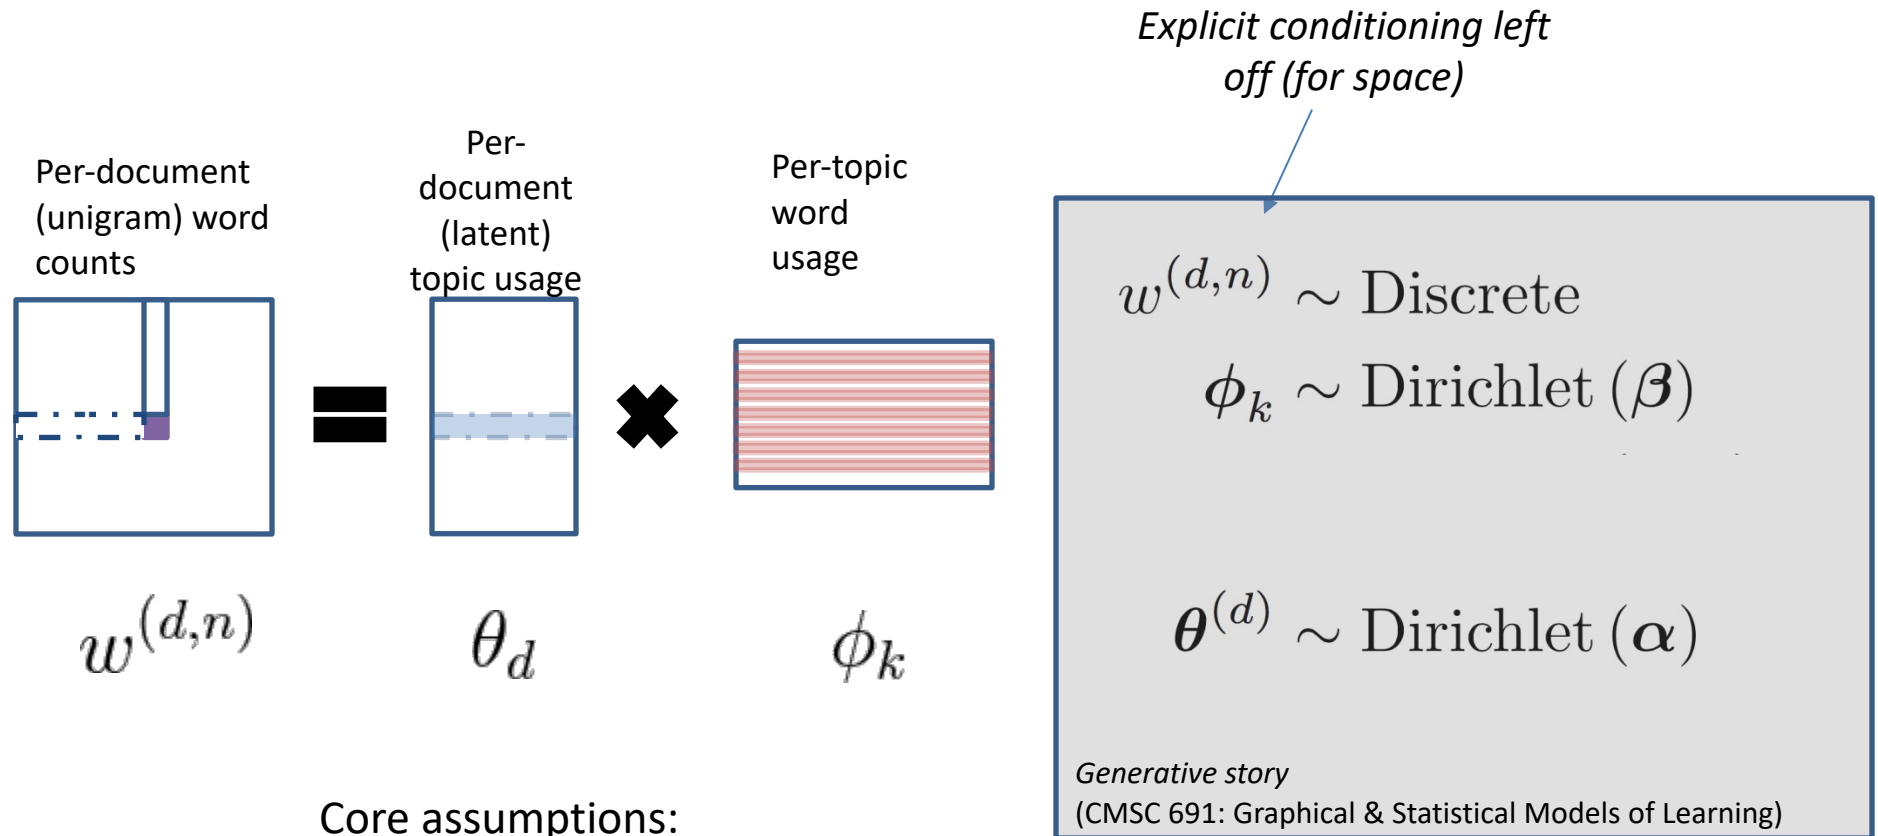 Explicit conditioning left
off (for space)
Per-document
(unigram) word
counts
Per-
document
(latent)
topic usage
Per-topic
word
usage
w^{(d,n)} ∼ Discrete
ϕ_k ∼ Dirichlet (β)
θ^{(d)} ∼ Dirichlet (α)
w^{(d,n)}
θ_d
ϕ_k
Generative story
(CMSC 691: Graphical & Statistical Models of Learning)
Core assumptions: